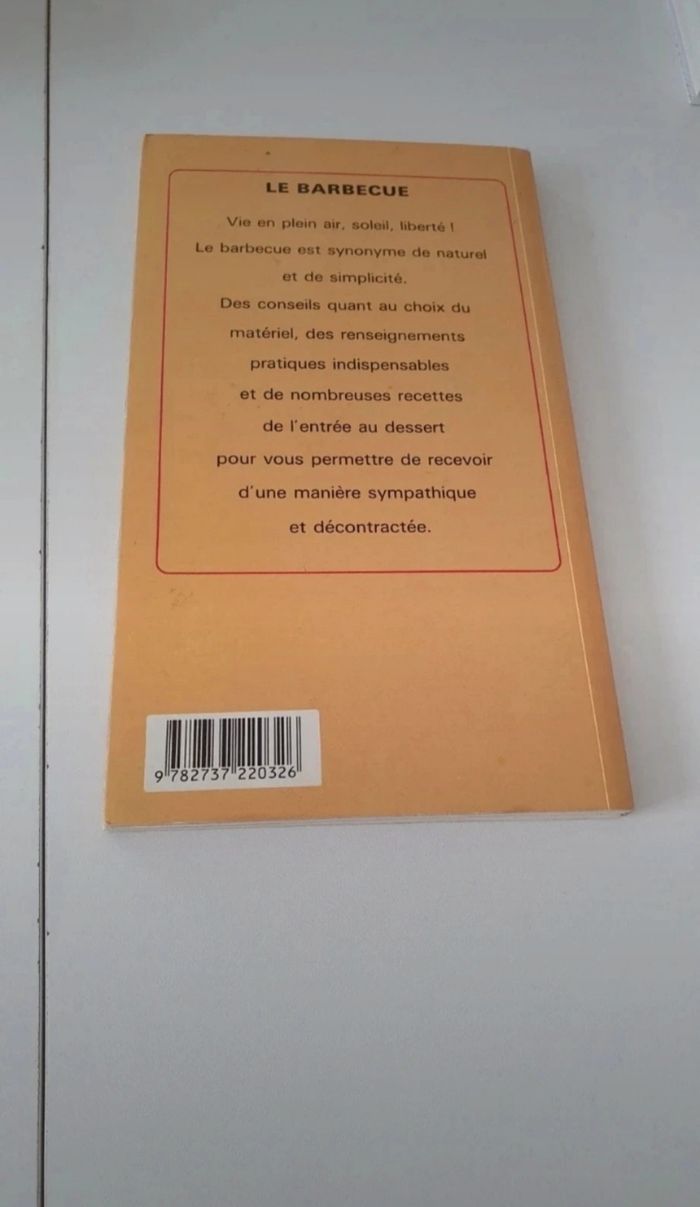 LE BARBECUE
Vie en plein air, soleil, liberté !
Le barbecue est synonyme de naturel
et de simplicité.
Des conseils quant au choix du
matériel, des renseignements
pratiques indispensables
et de nombreuses recettes
de l'entrée au dessert
pour vous permettre de recevoir
d'une manière sympathique
et décontractée.
9 782737 220326